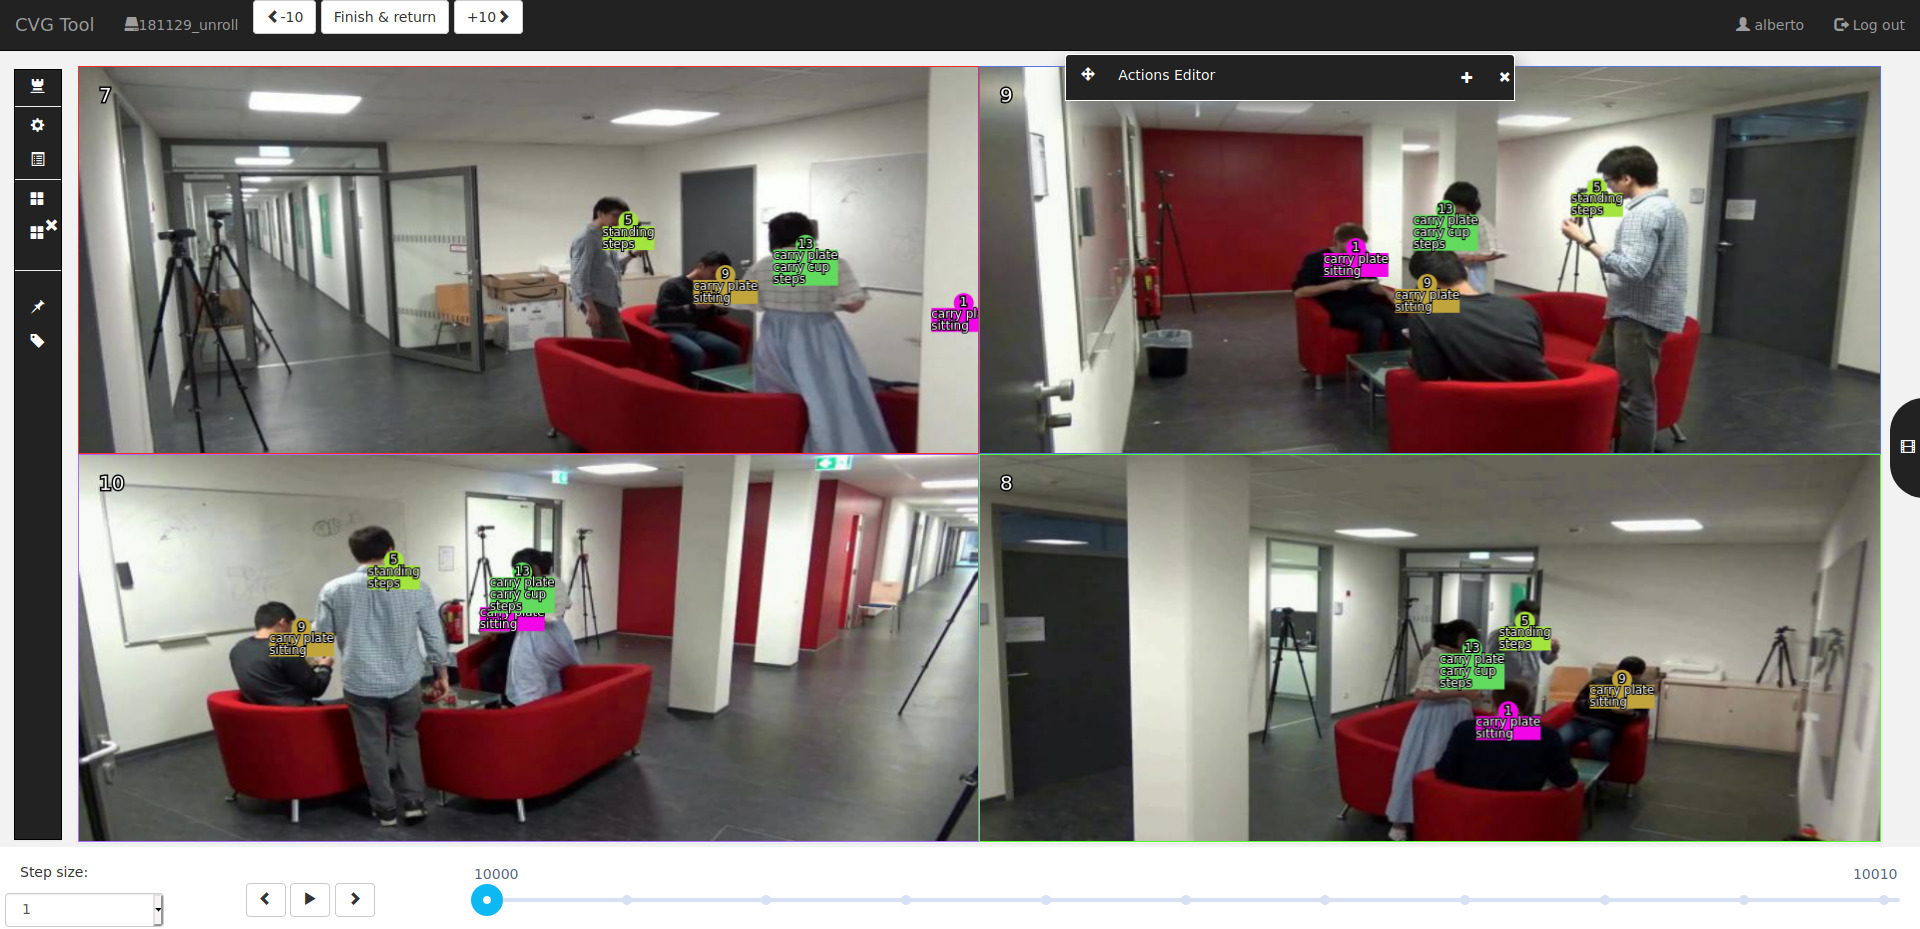 CVG Tool
181129_unroll
-10
Finish & return
+10
alberto
Log out
Actions Editor
7
5
standing
steps
9
carry plate
sitting
13
carry plate
carry cup
steps
1
carry pl
sitting
9
1
carry plate
sitting
13
carry plate
carry cup
steps
9
carry plate
sitting
5
standing
steps
10
9
carry plate
sitting
5
standing
steps
13
carry plate
carry cup
steps
carry plate
sitting
8
13
carry plate
carry cup
steps
5
standing
steps
1
carry plate
sitting
9
carry plate
sitting
Step size:
1
10000
10010